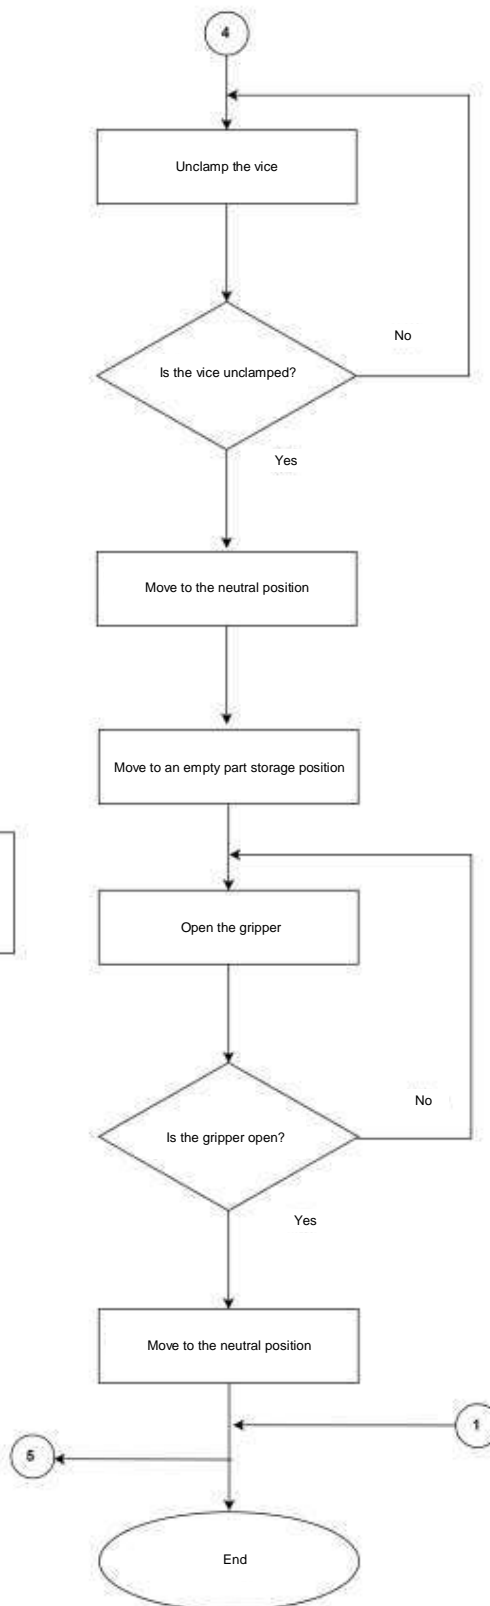 4
Unclamp the vice
No
Is the vice unclamped?
Yes
Move to the neutral position
Move to an empty part storage position
Open the gripper
No
Is the gripper open?
Yes
Move to the neutral position
1
5
End